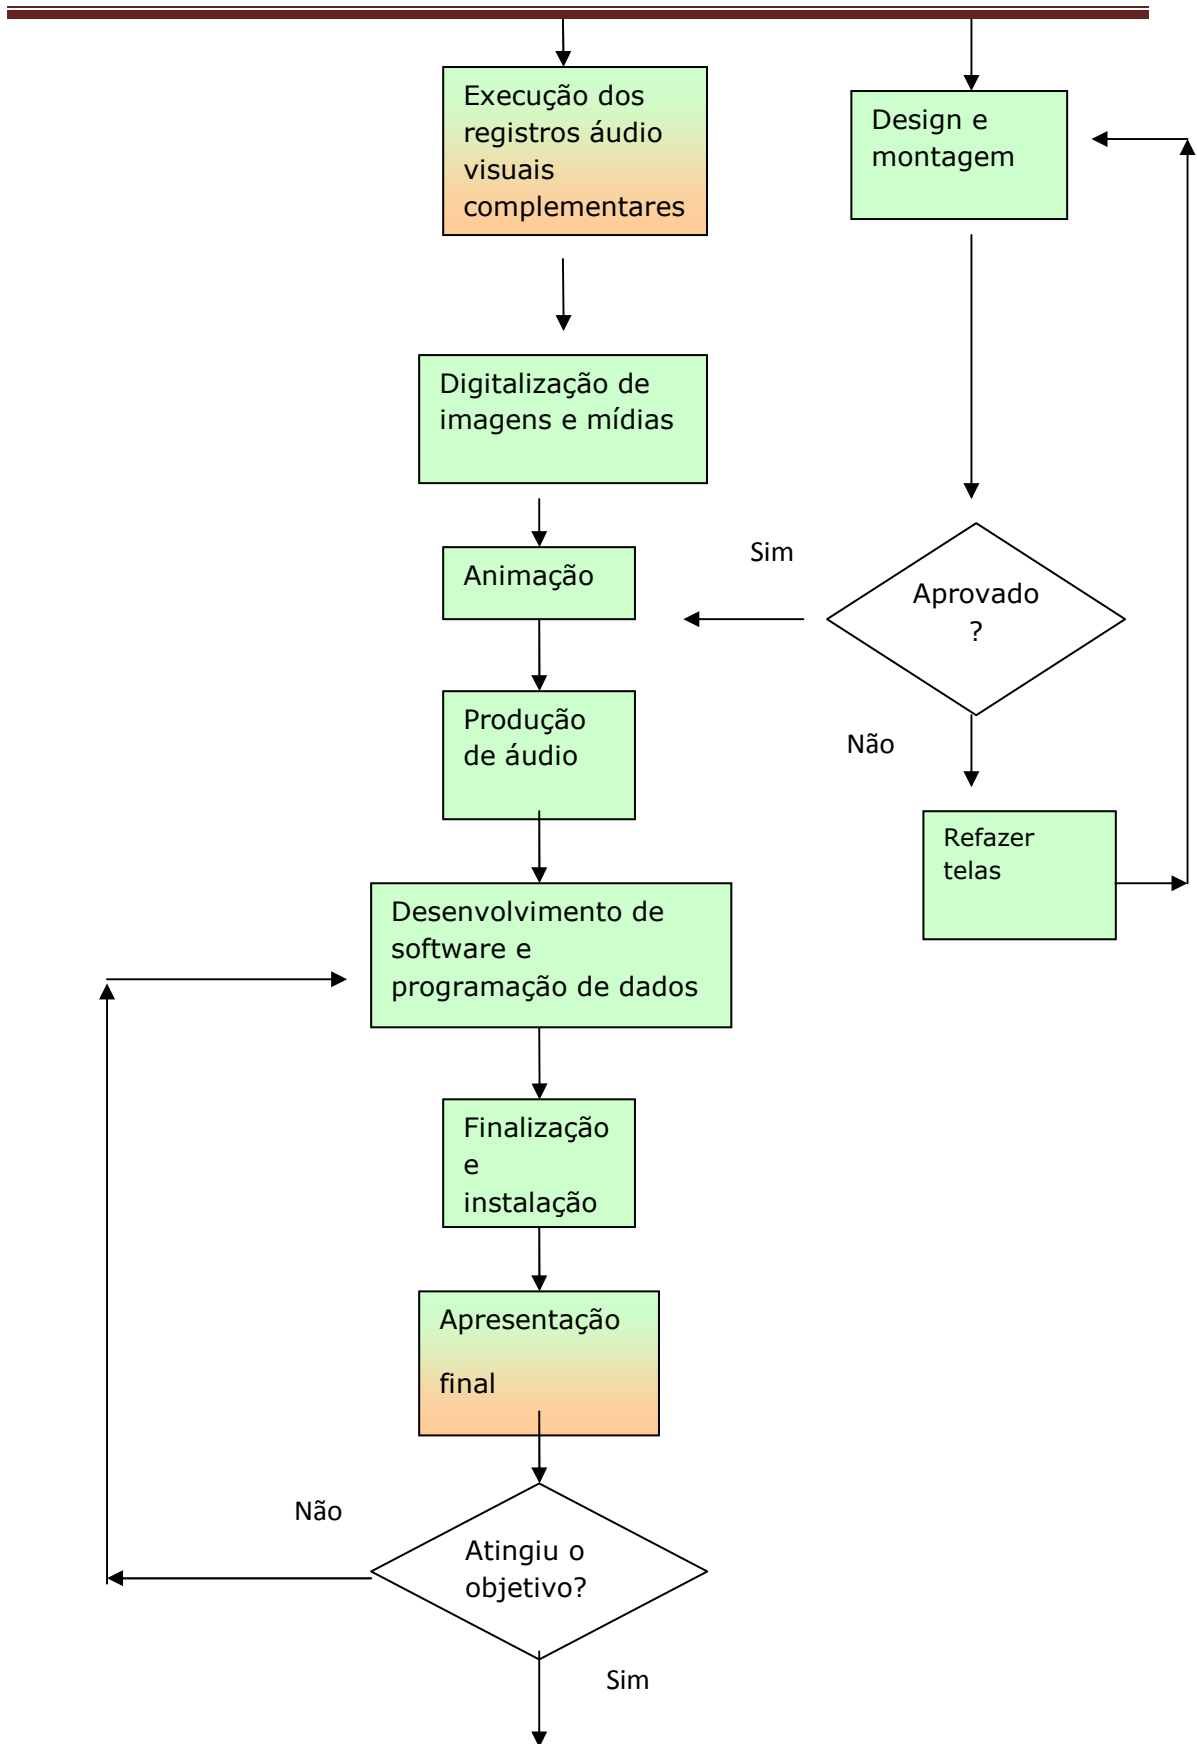 Execução dos
registros áudio
visuais
complementares
Design e
montagem
Digitalização de
imagens e mídias
Animação
Sim
Aprovado
?
Produção
de áudio
Não
Refazer
telas
Desenvolvimento de
software e
programação de dados
Finalização
e
instalação
Apresentação
final
Não
Atingiu o
objetivo?
Sim